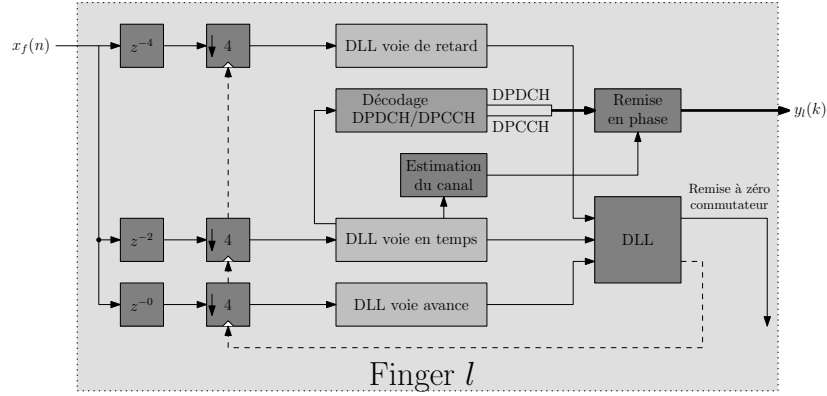 x_f(n)
z^{-4}
4
DLL voie de retard
Décodage
DPDCH/DPCCH
DPDCH
DPCCH
Remise
en phase
y_l(k)
Estimation
du canal
z^{-2}
4
DLL voie en temps
DLL
Remise à zéro
commutateur
z^{-0}
4
DLL voie avance
Finger l